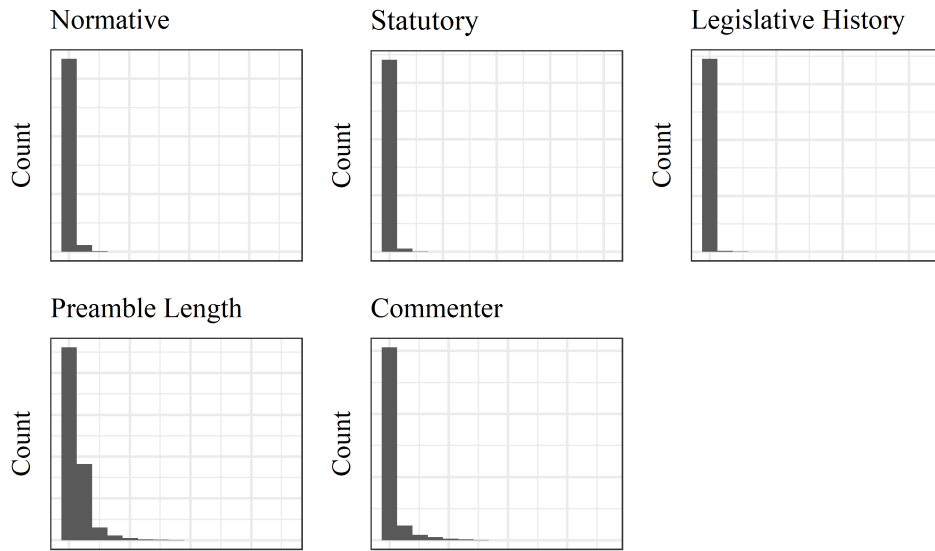 Normative
Statutory
Legislative History
Count
Count
Count
Preamble Length
Commenter
Count
Count